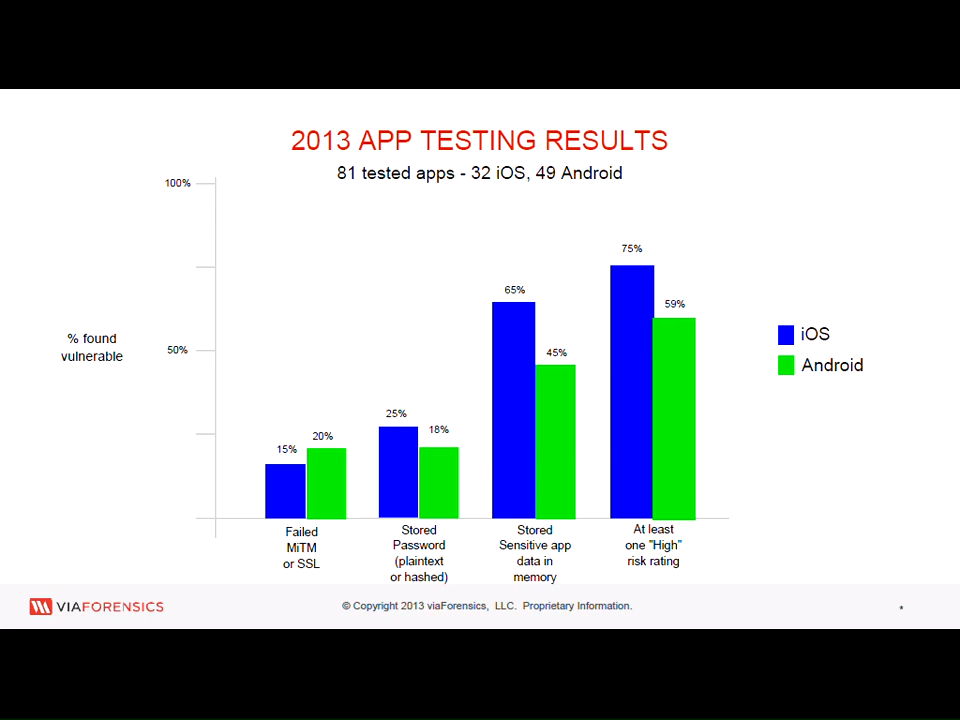 2013 APP TESTING RESULTS
81 tested apps - 32 iOS, 49 Android
100%
50%
% found
vulnerable
15%
20%
25%
18%
65%
45%
75%
59%
iOS
Android
Failed
MiTM
or SSL
Stored
Password
(plaintext
or hashed)
Stored
Sensitive app
data in
memory
At least
one "High"
risk rating
VIAFORENSICS
© Copyright 2013 viaForensics, LLC. Proprietary Information.
*